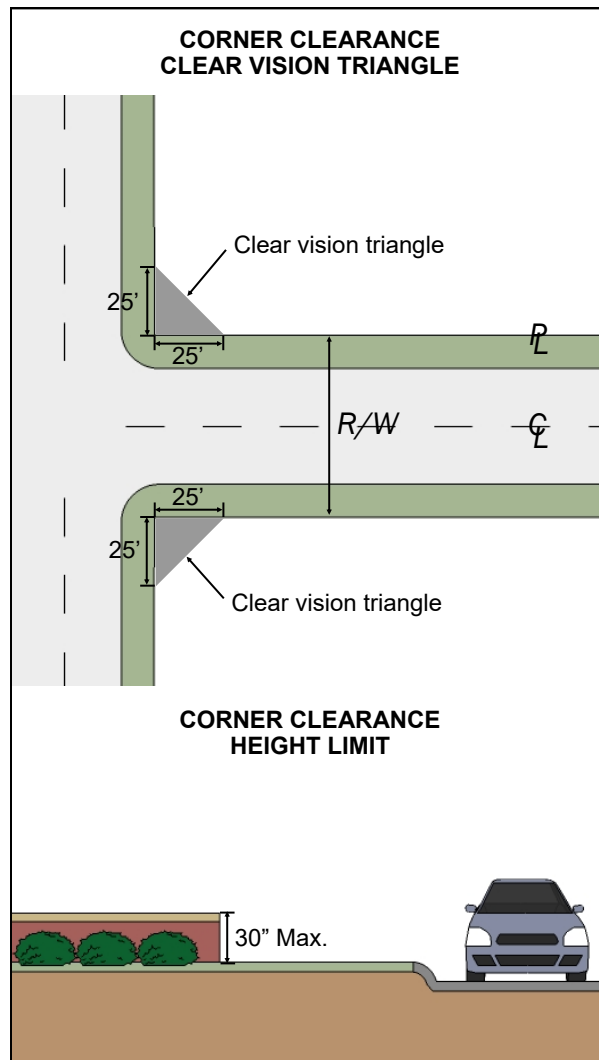 CORNER CLEARANCE
CLEAR VISION TRIANGLE
Clear vision triangle
25’
25’
PL
R/W
CL
25’
25’
Clear vision triangle
CORNER CLEARANCE
HEIGHT LIMIT
30” Max.